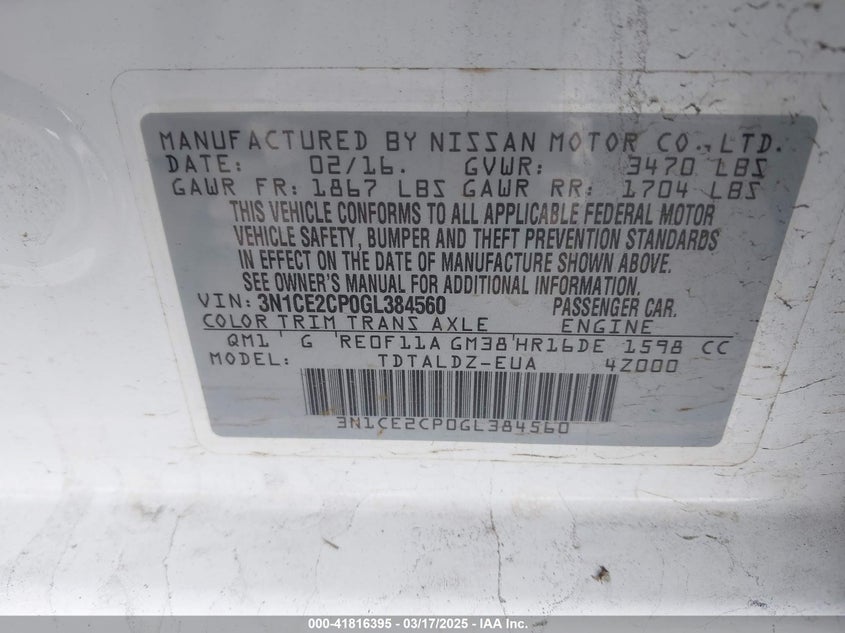 MANUFACTURED BY NISSAN MOTOR CO., LTD.
DATE: 02/16. GVWR: 3470 LBS
GAWR FR: 1867 LBS GAWR RR: 1704 LBS
THIS VEHICLE CONFORMS TO ALL APPLICABLE FEDERAL MOTOR
VEHICLE SAFETY, BUMPER AND THEFT PREVENTION STANDARDS
IN EFFECT ON THE DATE OF MANUFACTURE SHOWN ABOVE.
SEE OWNER'S MANUAL FOR ADDITIONAL INFORMATION.
VIN: 3N1CE2CP0GL384560 PASSENGER CAR.
COLOR TRIM TRANS AXLE ENGINE
QM1 G RE0F11A GM38 HR16DE 1598 CC
MODEL: TDTALDZ-EUA 4Z000
3N1CE2CP0GL384560
000-41816395 - 03/17/2025 - IAA Inc.